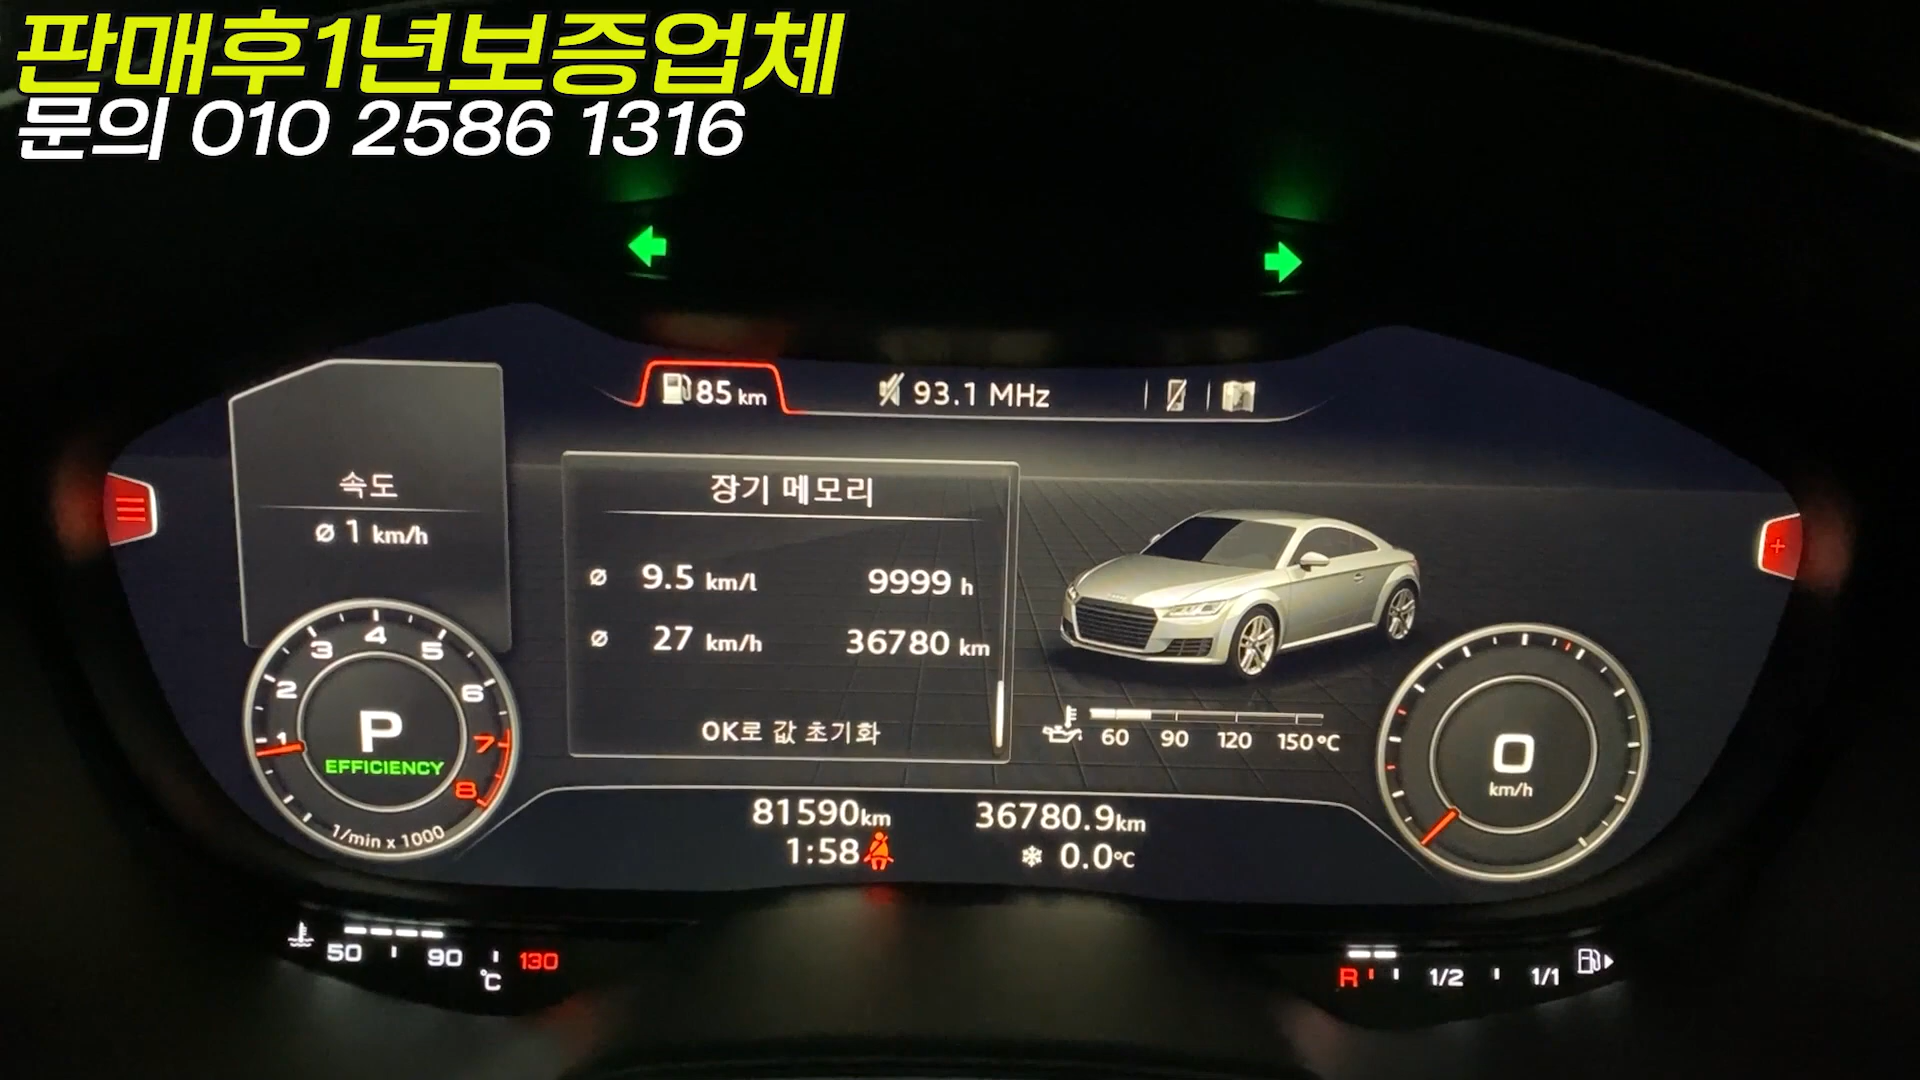 판매후1년보증업체
문의 010 2586 1316
85 km
93.1 MHz
속도
Ø 1 km/h
장기 메모리
Ø 9.5 km/l 9999 h
Ø 27 km/h 36780 km
OK로 값 초기화
1 2 3 4 5 6 7 8
P
EFFICIENCY
1/min x 1000
60 90 120 150 °C
0
km/h
81590km 36780.9km
1:58 0.0°C
50 90 130
°C
R 1/2 1/1